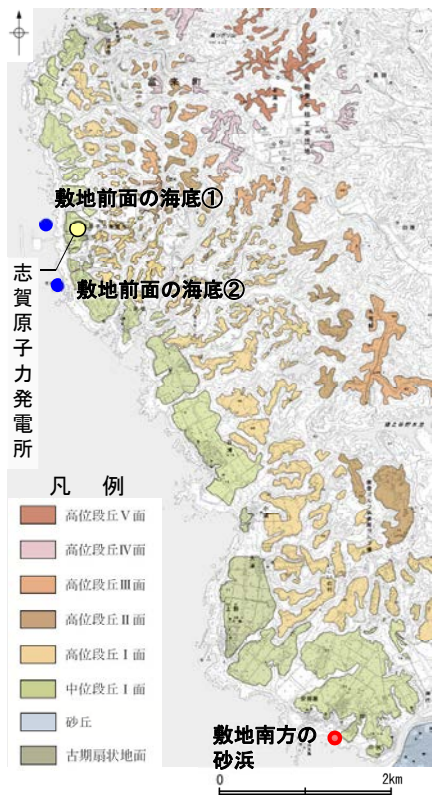 富来町
敷地前面の海底①
敷地前面の海底②
志賀原子力発電所
凡 例
高位段丘Ⅴ面
高位段丘Ⅳ面
高位段丘Ⅲ面
高位段丘Ⅱ面
高位段丘Ⅰ面
中位段丘Ⅰ面
砂丘
古期扇状地面
敷地南方の
砂浜
0 2km